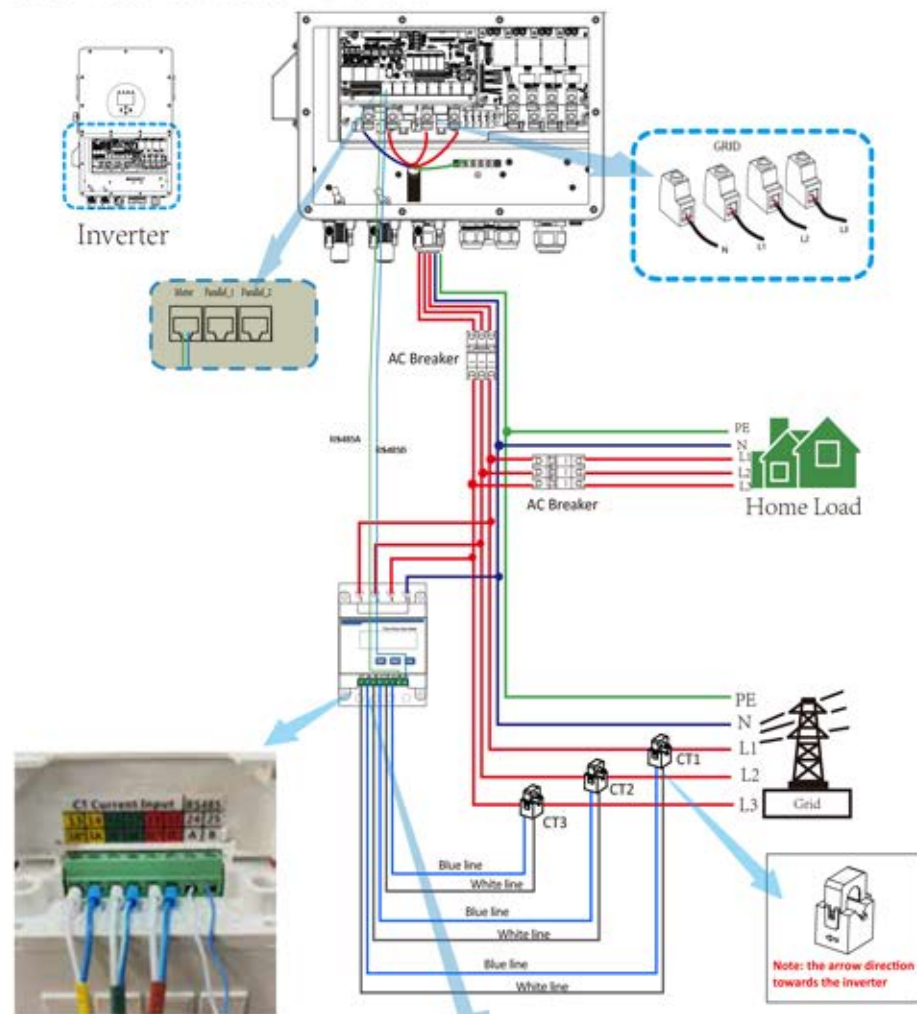 Inverter
GRID
N
L1
L2
L3
Meter Parallel_1 Parallel_2
AC Breaker
RS485A
RS485B
PE
N
L1
L2
L3
AC Breaker
Home Load
PE
N
L1
L2
L3
Grid
CT1
CT2
CT3
CT Current Input RS485
24 25
A B
Blue line
White line
Blue line
White line
Blue line
White line
Note: the arrow direction
towards the inverter